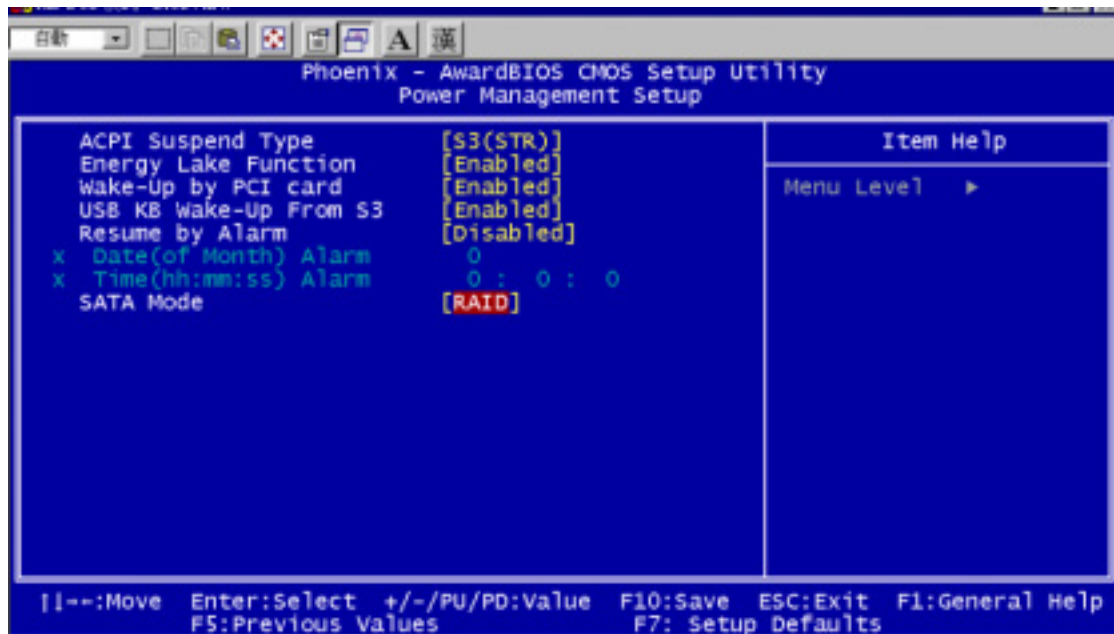 自動
A 漢
Phoenix - AwardBIOS CMOS Setup Utility
Power Management Setup
ACPI Suspend Type [S3(STR)]
Energy Lake Function [Enabled]
Wake-Up by PCI card [Enabled]
USB KB Wake-Up From S3 [Enabled]
Resume by Alarm [Disabled]
x Date(of Month) Alarm 0
x Time(hh:mm:ss) Alarm 0 : 0 : 0
SATA Mode [RAID]
Item Help
Menu Level ▶
↑↓→←:Move Enter:Select +/-/PU/PD:Value F10:Save ESC:Exit F1:General Help
F5:Previous Values F7: Setup Defaults